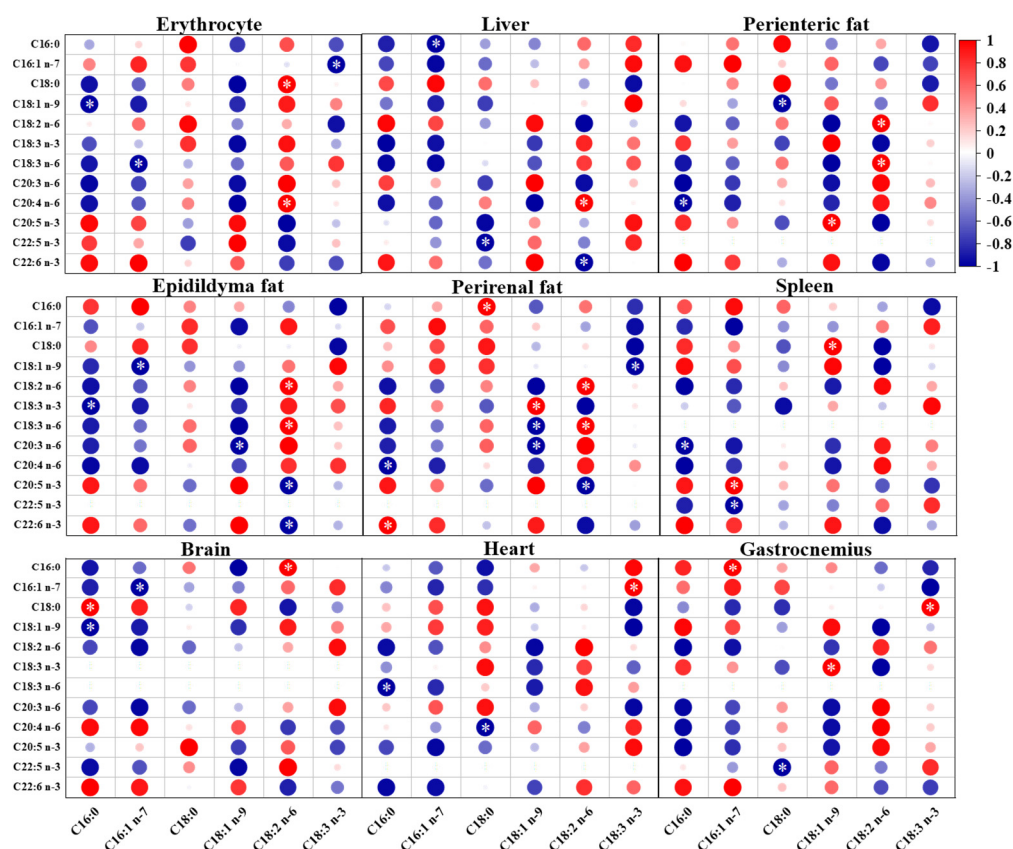 Erythrocyte Liver Perienteric fat
C16:0
C16:1 n-7
C18:0
C18:1 n-9
C18:2 n-6
C18:3 n-3
C18:3 n-6
C20:3 n-6
C20:4 n-6
C20:5 n-3
C22:5 n-3
C22:6 n-3
1
0.8
0.6
0.4
0.2
0
-0.2
-0.4
-0.6
-0.8
-1
Epidildyma fat Perirenal fat Spleen
C16:0
C16:1 n-7
C18:0
C18:1 n-9
C18:2 n-6
C18:3 n-3
C18:3 n-6
C20:3 n-6
C20:4 n-6
C20:5 n-3
C22:5 n-3
C22:6 n-3
Brain Heart Gastrocnemius
C16:0
C16:1 n-7
C18:0
C18:1 n-9
C18:2 n-6
C18:3 n-3
C18:3 n-6
C20:3 n-6
C20:4 n-6
C20:5 n-3
C22:5 n-3
C22:6 n-3
C16:0 C16:1 n-7 C18:0 C18:1 n-9 C18:2 n-6 C18:3 n-3 C16:0 C16:1 n-7 C18:0 C18:1 n-9 C18:2 n-6 C18:3 n-3 C16:0 C16:1 n-7 C18:0 C18:1 n-9 C18:2 n-6 C18:3 n-3